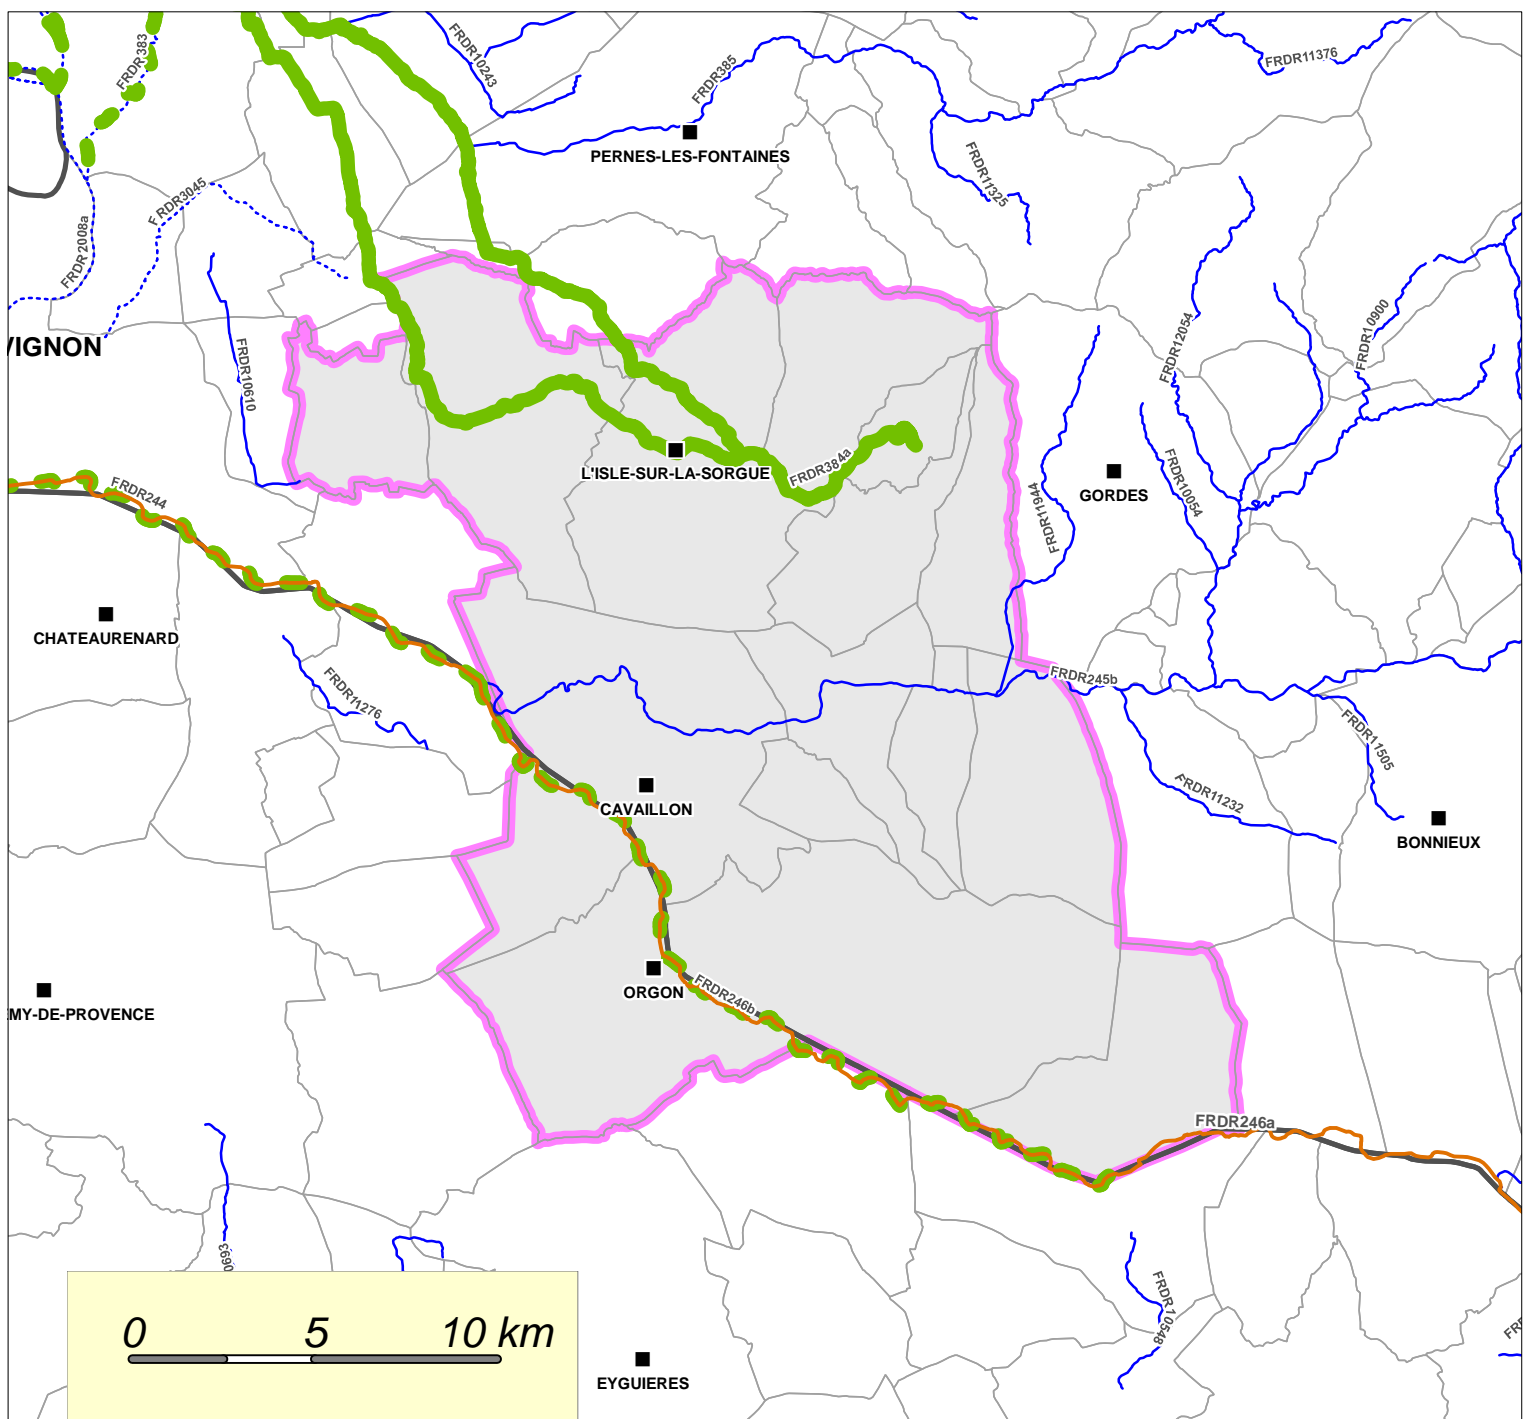 FRDR383
FRDR10243
FRDR385
FRDR11376
PERNES-LES-FONTAINES
FRDR11325
FRDR3045
FRDR2008a
VIGNON
FRDR10610
FRDR12054
FRDR10900
L'ISLE-SUR-LA-SORGUE
FRDR384a
GORDES
FRDR10054
FRDR11944
FRDR244
CHATEAURENARD
FRDR11276
FRDR245b
FRDR11505
FRDR11232
CAVAILLON
BONNIEUX
ORGON
FRDR246b
EMY-DE-PROVENCE
FRDR246a
FRDR10548
0 5 10 km
EYGUIERES